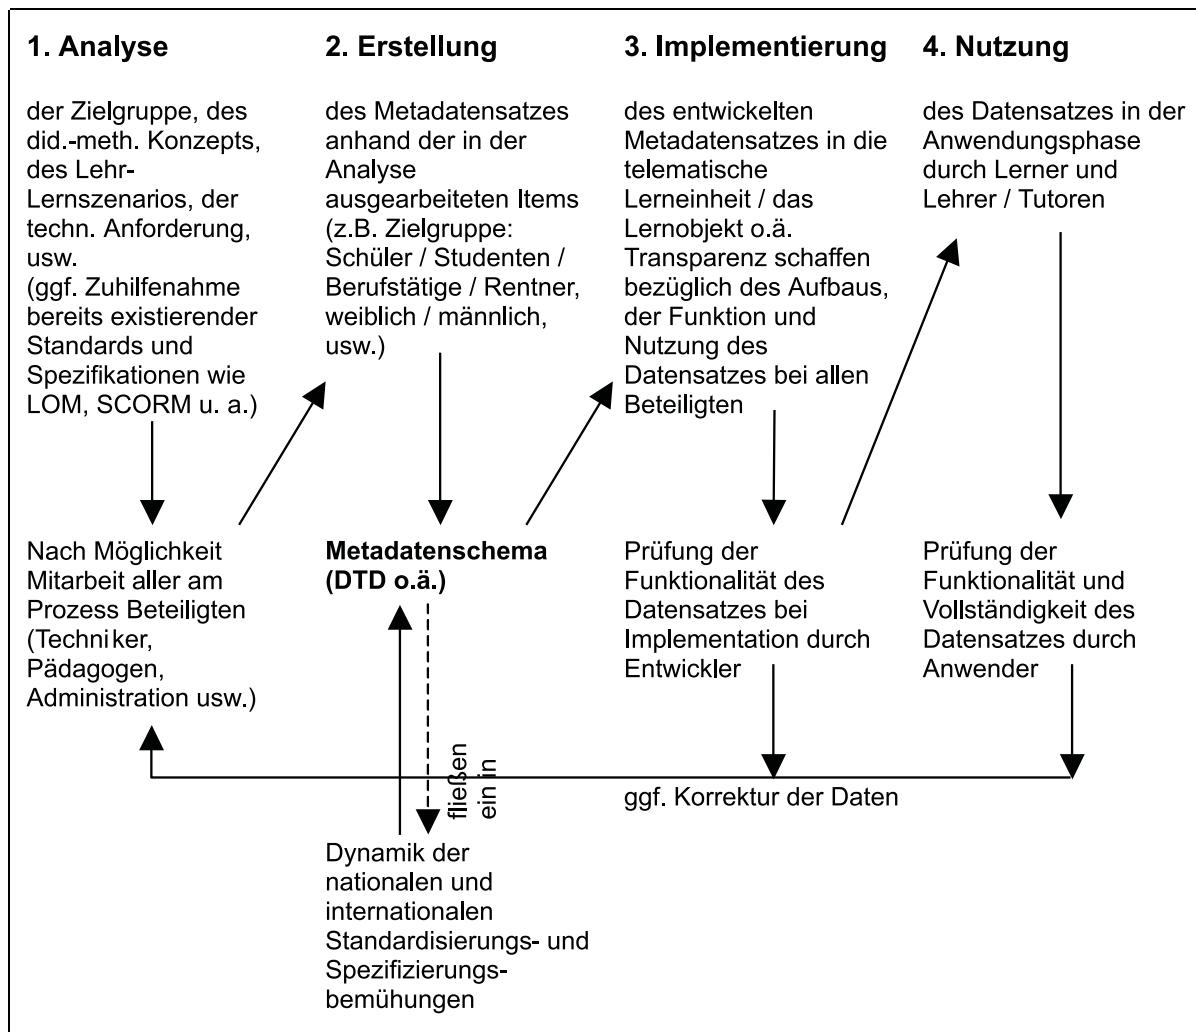 1. Analyse
der Zielgruppe, des
did.-meth. Konzepts,
des Lehr-
Lernszenarios, der
techn. Anforderung,
usw.
(ggf. Zuhilfenahme
bereits existierender
Standards und
Spezifikationen wie
LOM, SCORM u. a.)
Nach Möglichkeit
Mitarbeit aller am
Prozess Beteiligten
(Techniker,
Pädagogen,
Administration usw.)
2. Erstellung
des Metadatensatzes
anhand der in der
Analyse
ausgearbeiteten Items
(z.B. Zielgruppe:
Schüler / Studenten /
Berufstätige / Rentner,
weiblich / männlich,
usw.)
Metadatenschema
(DTD o.ä.)
fließen
ein in
Dynamik der
nationalen und
internationalen
Standardisierungs- und
Spezifizierungs-
bemühungen
3. Implementierung
des entwickelten
Metadatensatzes in die
telematische
Lerneinheit / das
Lernobjekt o.ä.
Transparenz schaffen
bezüglich des Aufbaus,
der Funktion und
Nutzung des
Datensatzes bei allen
Beteiligten
Prüfung der
Funktionalität des
Datensatzes bei
Implementation durch
Entwickler
ggf. Korrektur der Daten
4. Nutzung
des Datensatzes in der
Anwendungsphase
durch Lerner und
Lehrer / Tutoren
Prüfung der
Funktionalität und
Vollständigkeit des
Datensatzes durch
Anwender